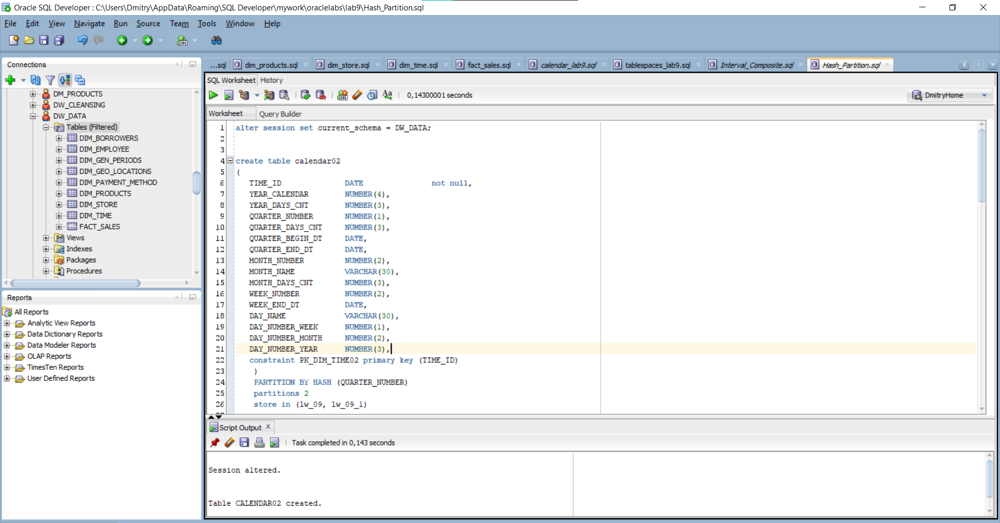 Oracle SQL Developer : C:\Users\Dmitry\AppData\Roaming\SQL Developer\mywork\oraclelabs\lab9\Hash_Partition.sql
File Edit View Navigate Run Source Team Tools Window Help
Connections
DM_PRODUCTS
DW_CLEANSING
DW_DATA
Tables (Filtered)
DIM_BORROWERS
DIM_EMPLOYEE
DIM_GEN_PERIODS
DIM_GEO_LOCATIONS
DIM_PAYMENT_METHOD
DIM_PRODUCTS
DIM_STORE
DIM_TIME
FACT_SALES
Views
Indexes
Packages
Procedures
Reports
All Reports
Analytic View Reports
Data Dictionary Reports
Data Modeler Reports
OLAP Reports
TimesTen Reports
User Defined Reports
...sql dim_products.sql dim_store.sql dim_time.sql fact_sales.sql calendar_lab9.sql tablespaces_lab9.sql Interval_Composite.sql Hash_Partition.sql
SQL Worksheet History
0,14300001 seconds
DmitryHome
Worksheet Query Builder
1 alter session set current_schema = DW_DATA;
2
3
4 create table calendar02
5 (
6 TIME_ID DATE not null,
7 YEAR_CALENDAR NUMBER(4),
8 YEAR_DAYS_CNT NUMBER(3),
9 QUARTER_NUMBER NUMBER(1),
10 QUARTER_DAYS_CNT NUMBER(3),
11 QUARTER_BEGIN_DT DATE,
12 QUARTER_END_DT DATE,
13 MONTH_NUMBER NUMBER(2),
14 MONTH_NAME VARCHAR(30),
15 MONTH_DAYS_CNT NUMBER(3),
16 WEEK_NUMBER NUMBER(2),
17 WEEK_END_DT DATE,
18 DAY_NAME VARCHAR(30),
19 DAY_NUMBER_WEEK NUMBER(1),
20 DAY_NUMBER_MONTH NUMBER(2),
21 DAY_NUMBER_YEAR NUMBER(3),
22 constraint PK_DIM_TIME02 primary key (TIME_ID)
23 )
24 PARTITION BY HASH (QUARTER_NUMBER)
25 partitions 2
26 store in (lw_09, lw_09_1)
Script Output
Task completed in 0,143 seconds
Session altered.
Table CALENDAR02 created.